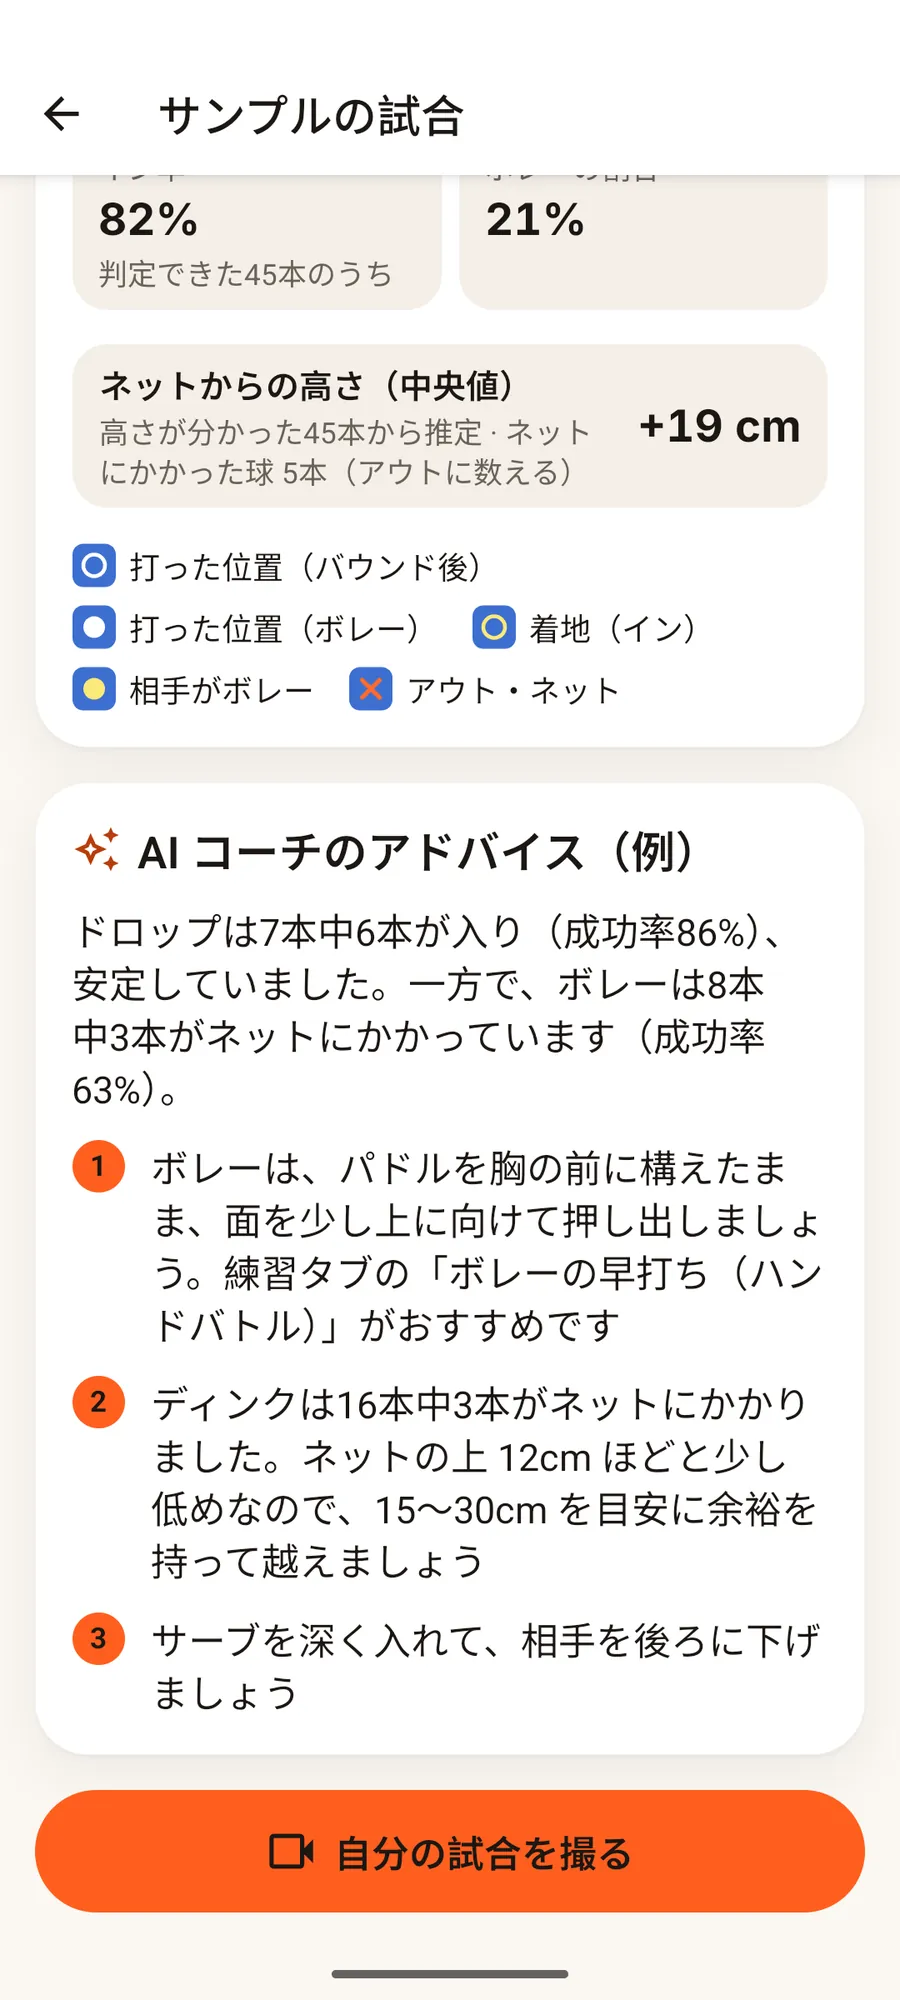 サンプルの試合
82%
21%
判定できた45本のうち
ネットからの高さ（中央値）
高さが分かった45本から推定 · ネット
にかかった球 5本（アウトに数える）
+19 cm
打った位置（バウンド後）
打った位置（ボレー）
着地（イン）
相手がボレー
アウト・ネット
AI コーチのアドバイス（例）
ドロップは7本中6本が入り（成功率86%）、
安定していました。一方で、ボレーは8本
中3本がネットにかかっています（成功率
63%）。
1
ボレーは、パドルを胸の前に構えたま
ま、面を少し上に向けて押し出しましょ
う。練習タブの「ボレーの早打ち（ハン
ドバトル）」がおすすめです
2
ディンクは16本中3本がネットにかかり
ました。ネットの上 12cm ほどと少し
低めなので、15〜30cm を目安に余裕を
持って越えましょう
3
サーブを深く入れて、相手を後ろに下げ
ましょう
自分の試合を撮る